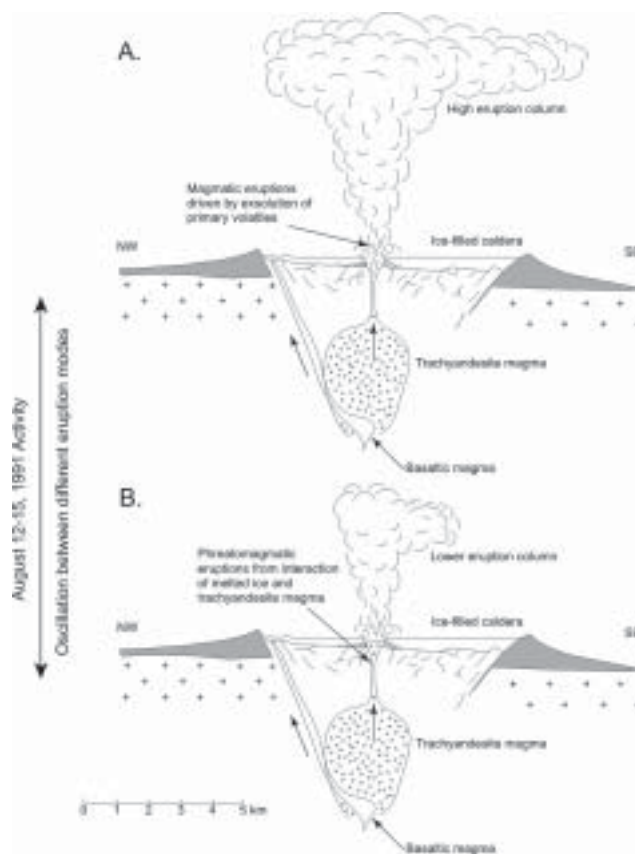 A.
High eruption column
Magmatic eruptions
driven by exsolution of
primary volatiles
NW
Ice-filled caldera
Trachyandesite magma
Basaltic magma
August 12-15, 1991 Activity
Oscillation between different eruption modes
B.
Lower eruption column
Phreatomagmatic
eruptions from interaction
of melted ice and
trachyandesite magma
NW
Ice-filled caldera
Trachyandesite magma
0 1 2 3 4 5 km
Basaltic magma